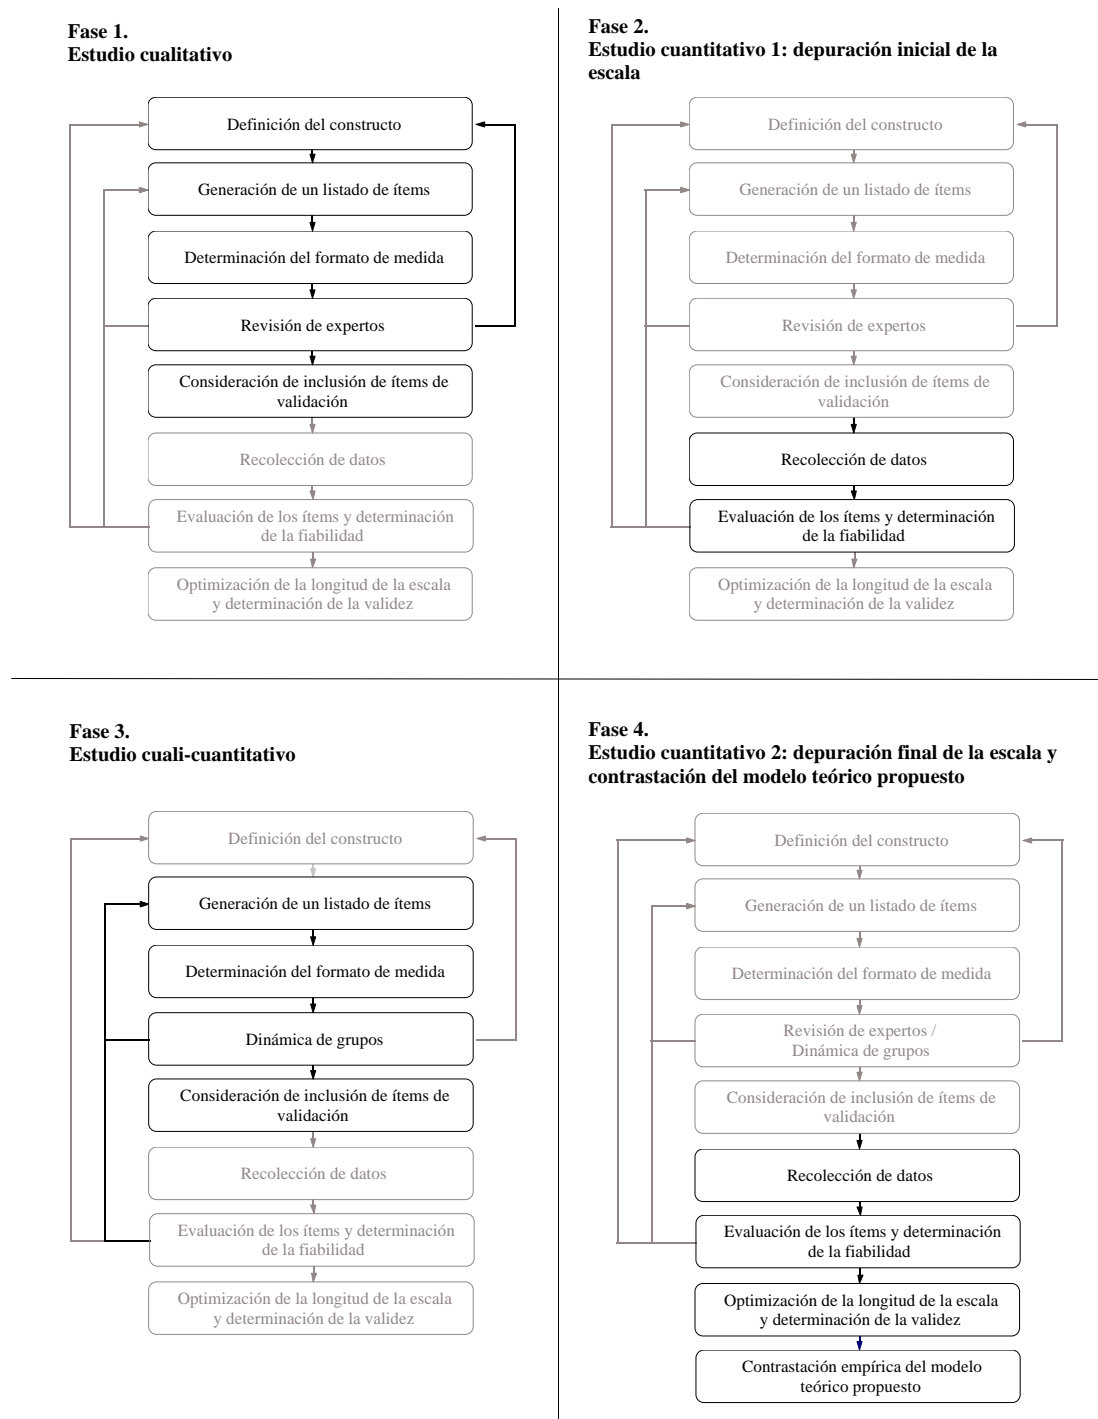 Fase 1.
Estudio cualitativo
Definición del constructo
Generación de un listado de ítems
Determinación del formato de medida
Revisión de expertos
Consideración de inclusión de ítems de
validación
Recolección de datos
Evaluación de los ítems y determinación
de la fiabilidad
Optimización de la longitud de la escala
y determinación de la validez
Fase 2.
Estudio cuantitativo 1: depuración inicial de la
escala
Definición del constructo
Generación de un listado de ítems
Determinación del formato de medida
Revisión de expertos
Consideración de inclusión de ítems de
validación
Recolección de datos
Evaluación de los ítems y determinación
de la fiabilidad
Optimización de la longitud de la escala
y determinación de la validez
Fase 3.
Estudio cuali-cuantitativo
Definición del constructo
Generación de un listado de ítems
Determinación del formato de medida
Dinámica de grupos
Consideración de inclusión de ítems de
validación
Recolección de datos
Evaluación de los ítems y determinación
de la fiabilidad
Optimización de la longitud de la escala
y determinación de la validez
Fase 4.
Estudio cuantitativo 2: depuración final de la escala y
contrastación del modelo teórico propuesto
Definición del constructo
Generación de un listado de ítems
Determinación del formato de medida
Revisión de expertos /
Dinámica de grupos
Consideración de inclusión de ítems de
validación
Recolección de datos
Evaluación de los ítems y determinación
de la fiabilidad
Optimización de la longitud de la escala
y determinación de la validez
Contrastación empírica del modelo
teórico propuesto